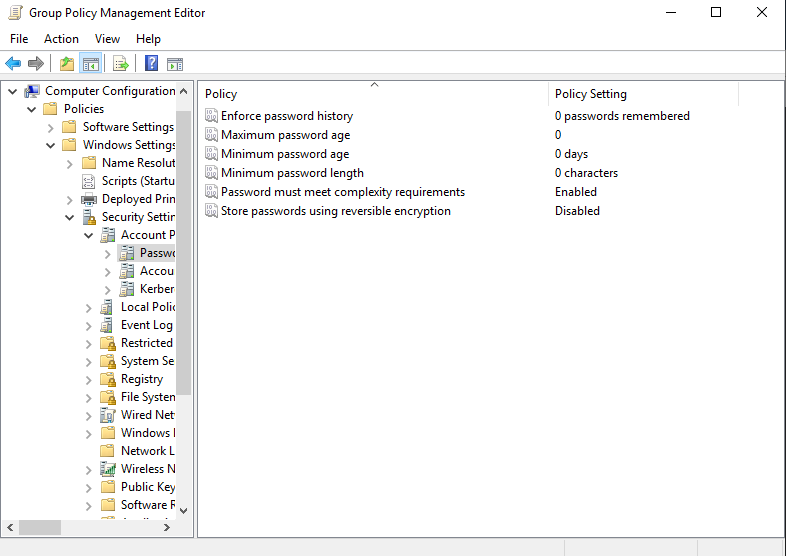 Group Policy Management Editor
File Action View Help
Computer Configuration
Policies
Software Settings
Windows Settings
Name Resolut
Scripts (Startu
Deployed Prin
Security Settin
Account P
Passwo
Accou
Kerber
Local Polic
Event Log
Restricted
System Se
Registry
File System
Wired Net
Windows
Network L
Wireless N
Public Key
Software R
Policy Policy Setting
Enforce password history 0 passwords remembered
Maximum password age 0
Minimum password age 0 days
Minimum password length 0 characters
Password must meet complexity requirements Enabled
Store passwords using reversible encryption Disabled